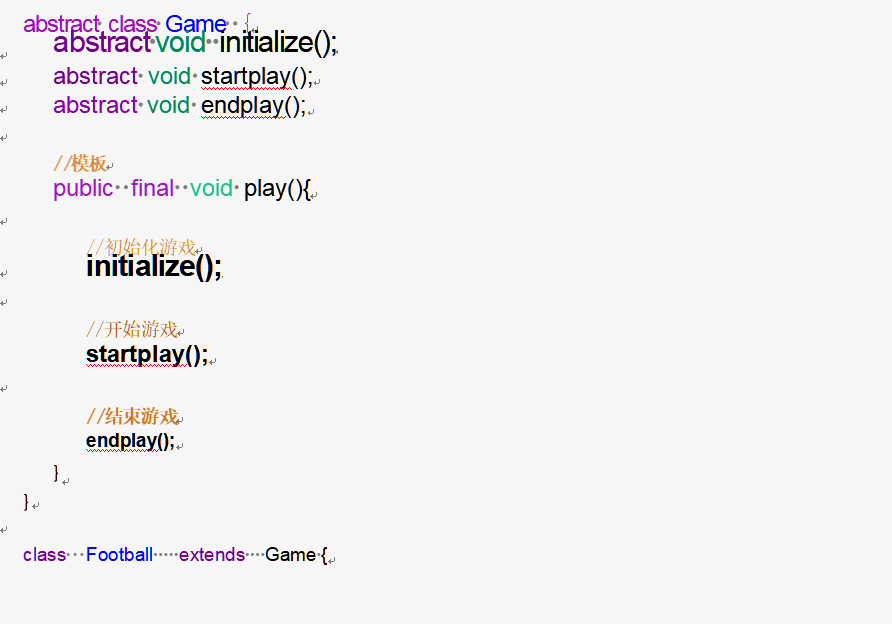 abstract class Game {
abstract void initialize();
abstract void startplay();
abstract void endplay();
//模板
public final void play(){
//初始化游戏
initialize();
//开始游戏
startplay();
//结束游戏
endplay();
}
}
class Football extends Game {